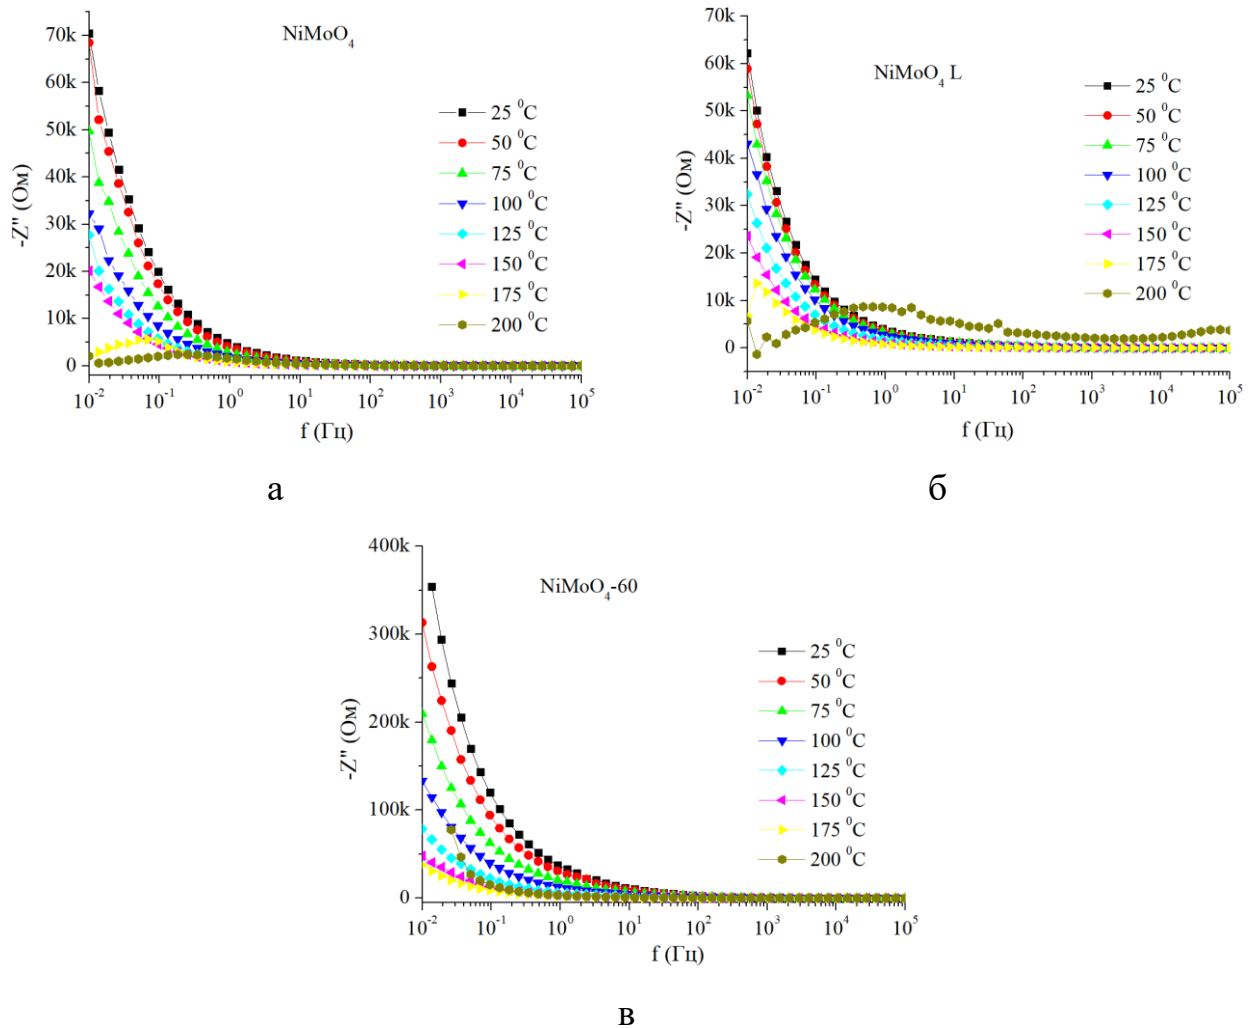 NiMoO4
70k
60k
50k
40k
30k
20k
10k
0
-Z'' (Ом)
25 ⁰C
50 ⁰C
75 ⁰C
100 ⁰C
125 ⁰C
150 ⁰C
175 ⁰C
200 ⁰C
10⁻² 10⁻¹ 10⁰ 10¹ 10² 10³ 10⁴ 10⁵
f (Гц)
а
NiMoO₄ L
70k
60k
50k
40k
30k
20k
10k
0
-Z'' (Ом)
25 ⁰C
50 ⁰C
75 ⁰C
100 ⁰C
125 ⁰C
150 ⁰C
175 ⁰C
200 ⁰C
10⁻² 10⁻¹ 10⁰ 10¹ 10² 10³ 10⁴ 10⁵
f (Гц)
б
NiMoO₄-60
400k
300k
200k
100k
0
-Z'' (Ом)
25 ⁰C
50 ⁰C
75 ⁰C
100 ⁰C
125 ⁰C
150 ⁰C
175 ⁰C
200 ⁰C
10⁻² 10⁻¹ 10⁰ 10¹ 10² 10³ 10⁴ 10⁵
f (Гц)
в